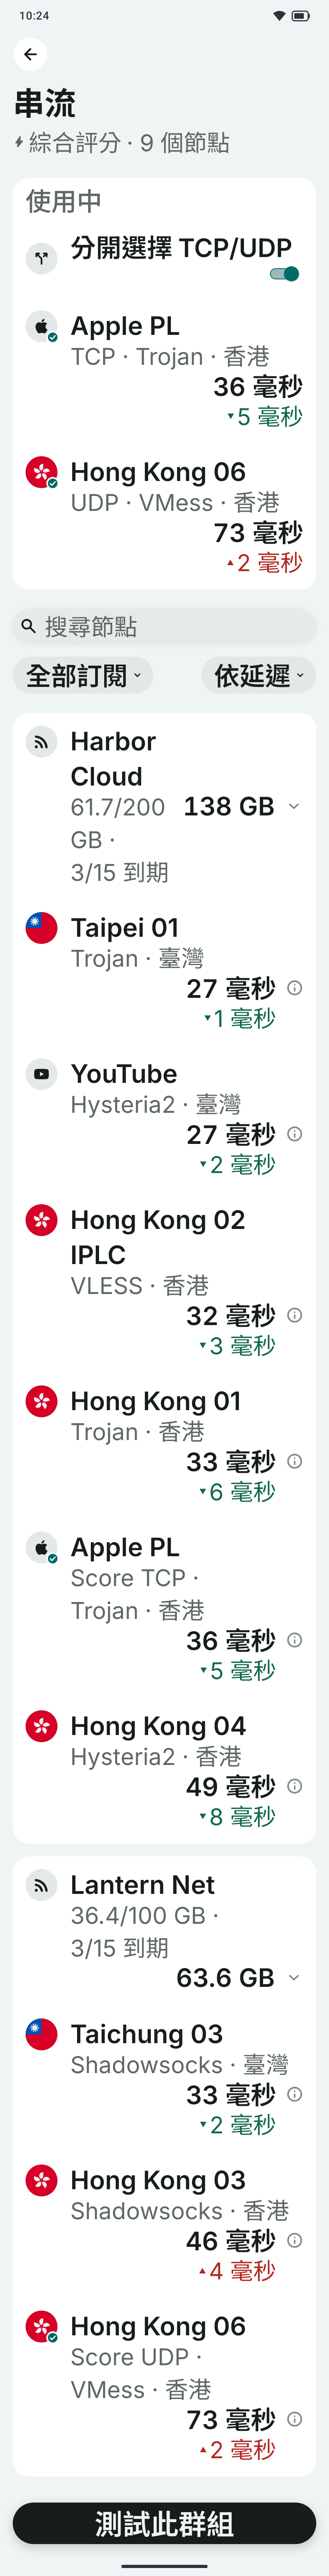 10:24
串流
綜合評分 · 9 個節點
使用中
分開選擇 TCP/UDP
Apple PL
TCP · Trojan · 香港
36 毫秒
▾5 毫秒
Hong Kong 06
UDP · VMess · 香港
73 毫秒
▴2 毫秒
搜尋節點
全部訂閱
依延遲
Harbor
Cloud
61.7/200
GB ·
3/15 到期
138 GB
Taipei 01
Trojan · 臺灣
27 毫秒
▾1 毫秒
YouTube
Hysteria2 · 臺灣
27 毫秒
▾2 毫秒
Hong Kong 02
IPLC
VLESS · 香港
32 毫秒
▾3 毫秒
Hong Kong 01
Trojan · 香港
33 毫秒
▾6 毫秒
Apple PL
Score TCP ·
Trojan · 香港
36 毫秒
▾5 毫秒
Hong Kong 04
Hysteria2 · 香港
49 毫秒
▾8 毫秒
Lantern Net
36.4/100 GB ·
3/15 到期
63.6 GB
Taichung 03
Shadowsocks · 臺灣
33 毫秒
▾2 毫秒
Hong Kong 03
Shadowsocks · 香港
46 毫秒
▴4 毫秒
Hong Kong 06
Score UDP ·
VMess · 香港
73 毫秒
▴2 毫秒
測試此群組